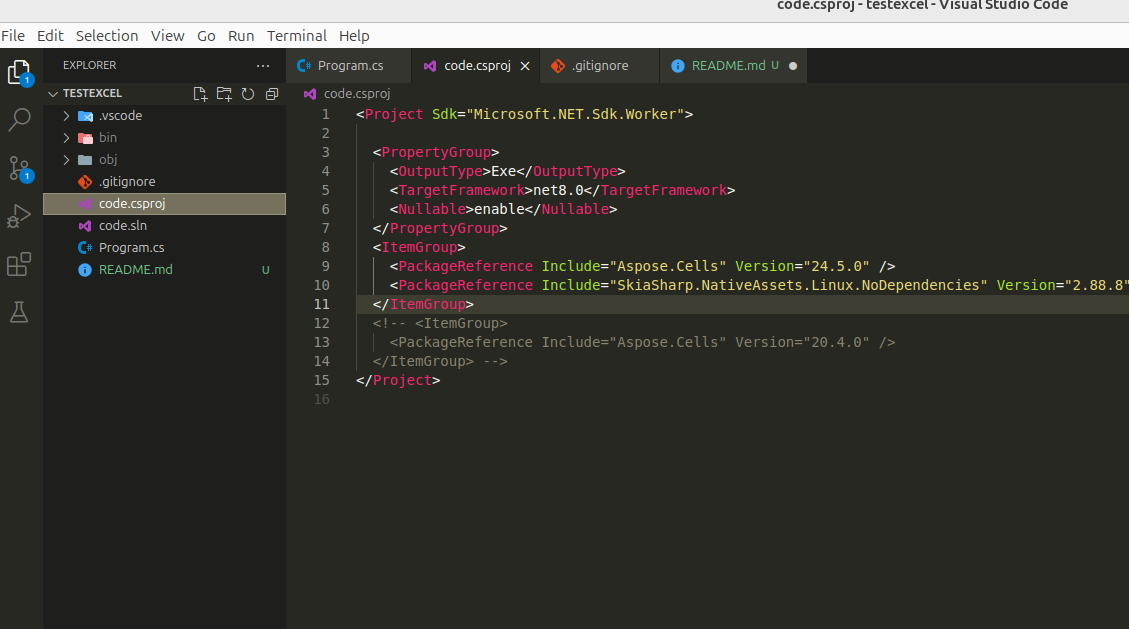 code.csproj - testexcel - Visual Studio Code
File Edit Selection View Go Run Terminal Help
EXPLORER ...
Program.cs
code.csproj
.gitignore
README.md U
TESTEXCEL
code.csproj
.vscode
bin
obj
.gitignore
code.csproj
code.sln
C# Program.cs
README.md U
1
1
1 <Project Sdk="Microsoft.NET.Sdk.Worker">
2
3 <PropertyGroup>
4 <OutputType>Exe</OutputType>
5 <TargetFramework>net8.0</TargetFramework>
6 <Nullable>enable</Nullable>
7 </PropertyGroup>
8 <ItemGroup>
9 <PackageReference Include="Aspose.Cells" Version="24.5.0" />
10 <PackageReference Include="SkiaSharp.NativeAssets.Linux.NoDependencies" Version="2.88.8"
11 </ItemGroup>
12 <!-- <ItemGroup>
13 <PackageReference Include="Aspose.Cells" Version="20.4.0" />
14 </ItemGroup> -->
15 </Project>
16